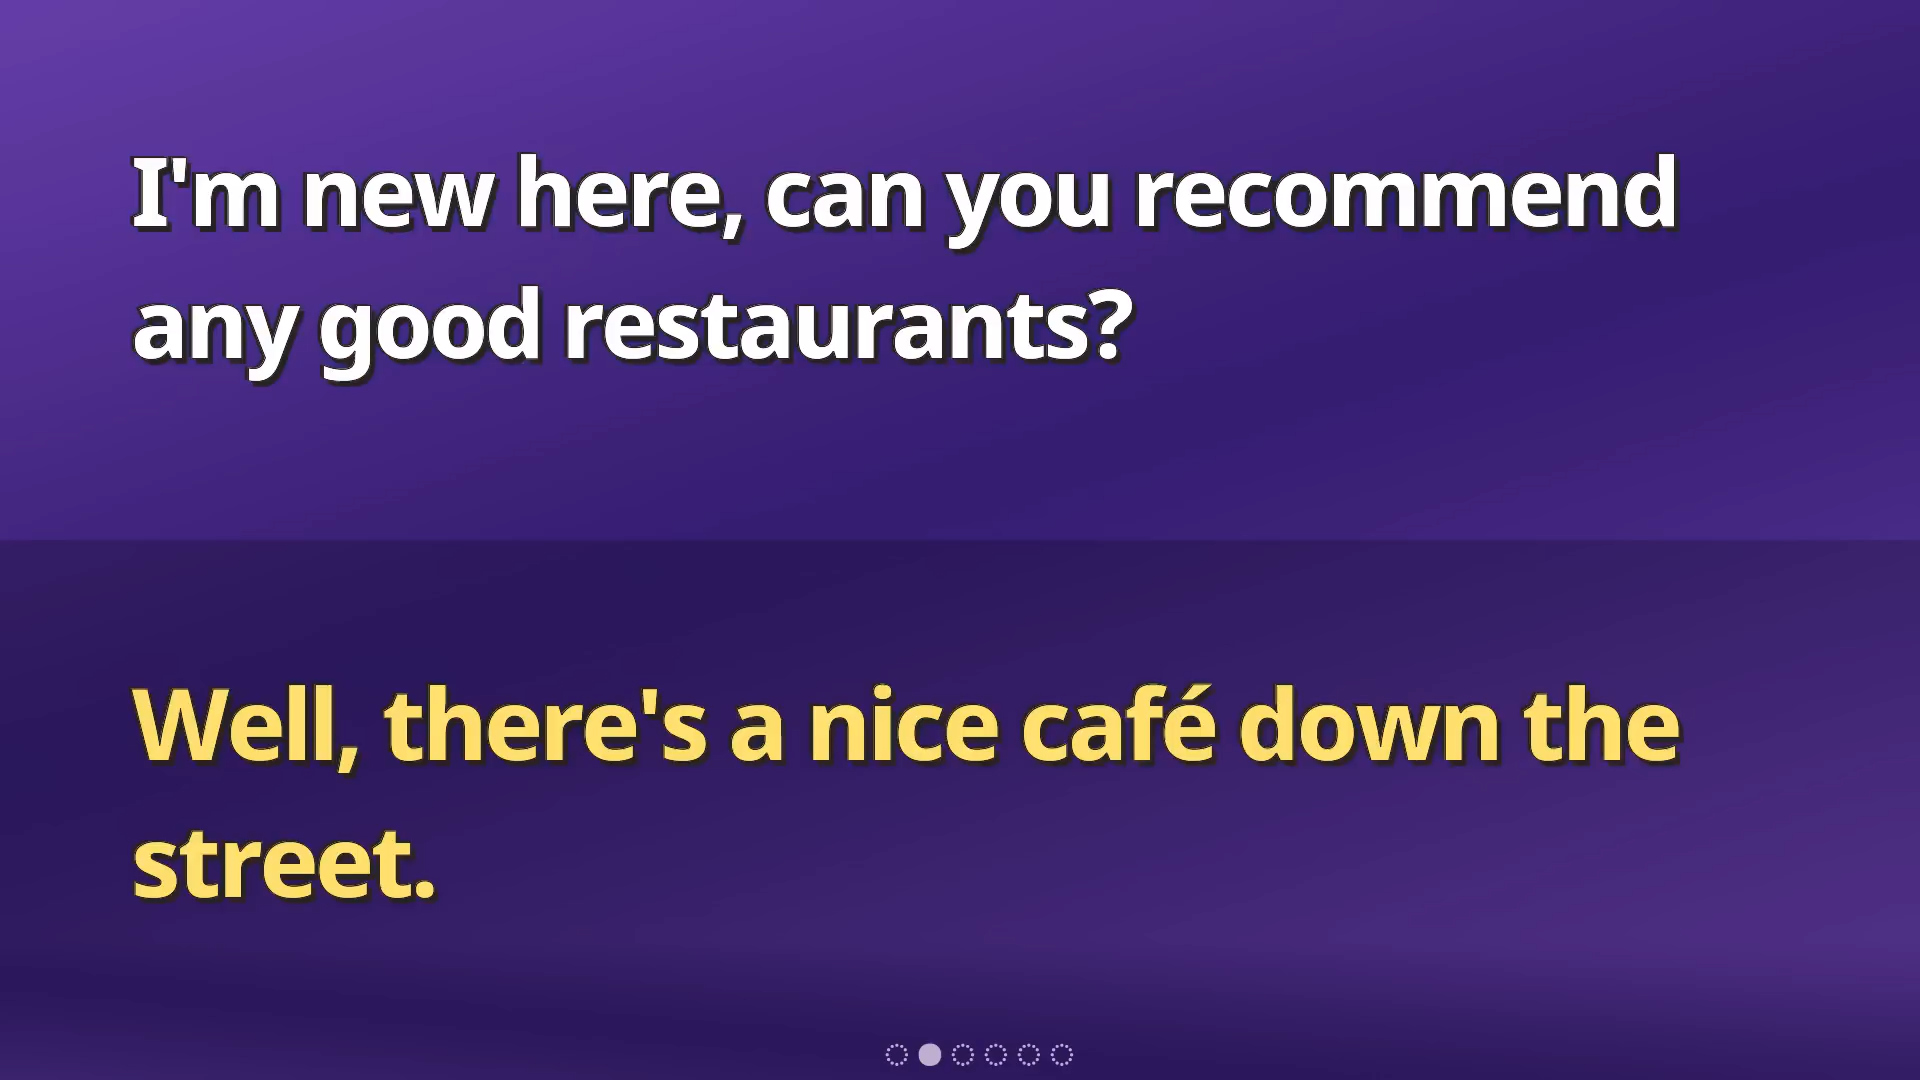 I'm new here, can you recommend
any good restaurants?
Well, there's a nice café down the
street.